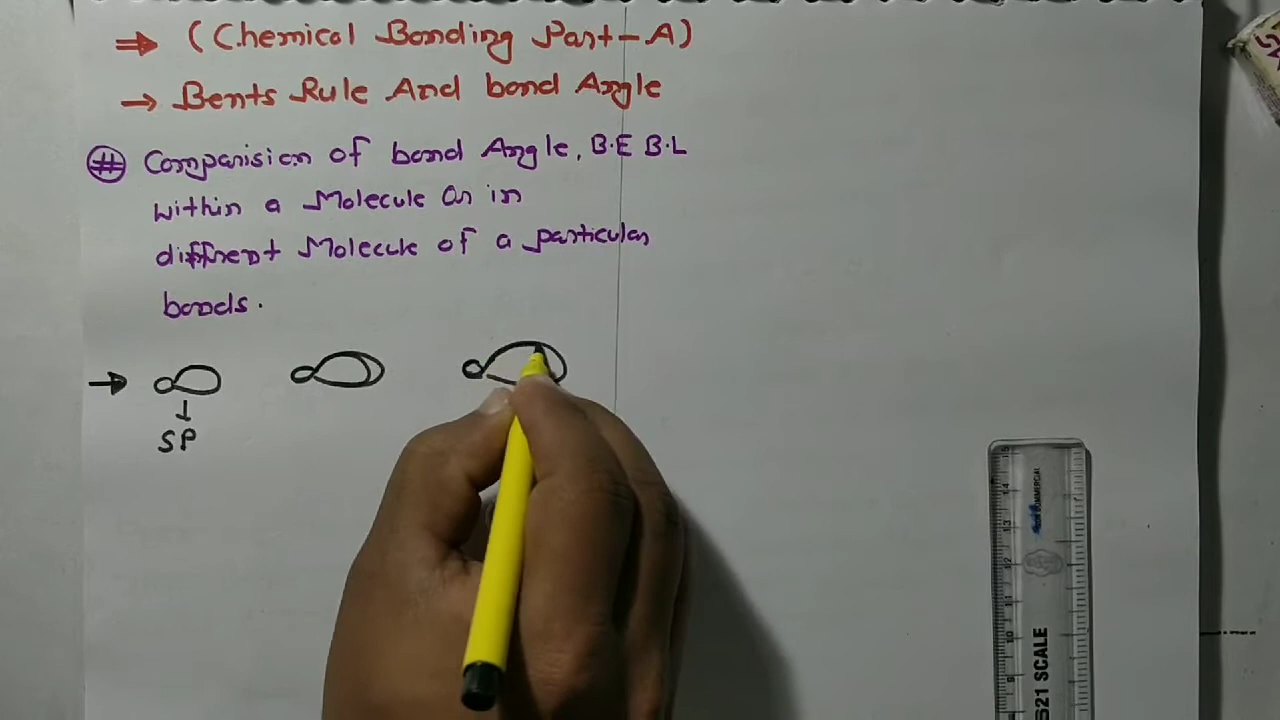 ⇒ (Chemical Bonding Part-A)
→ Bents Rule And bond Angle
# Comparision of bond Angle, B.E B.L
within a Molecule or in
diffrent Molecule of a particular
bonds.
→
SP
521 SCALE